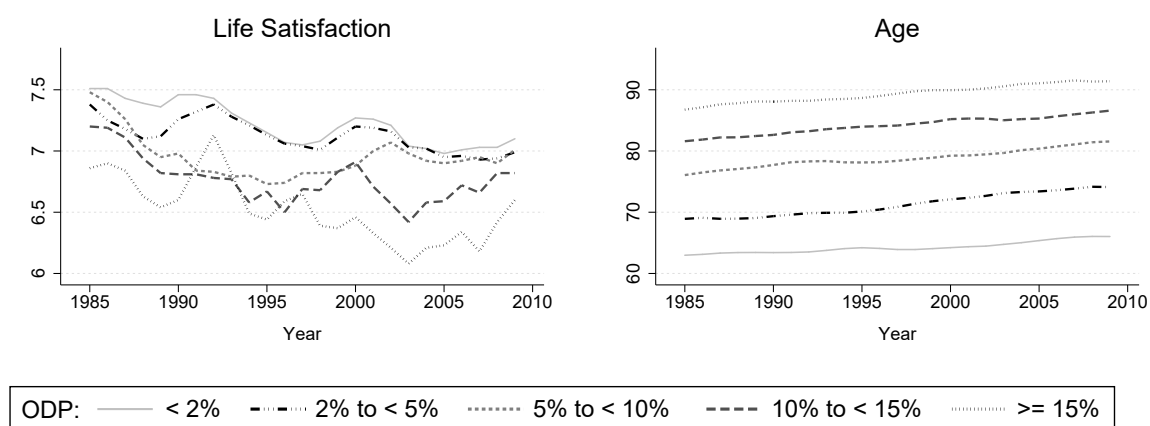 Life Satisfaction
7.5
7
6.5
6
1985 1990 1995 2000 2005 2010
Year
Age
90
80
70
60
1985 1990 1995 2000 2005 2010
Year
ODP: < 2% 2% to < 5% 5% to < 10% 10% to < 15% >= 15%